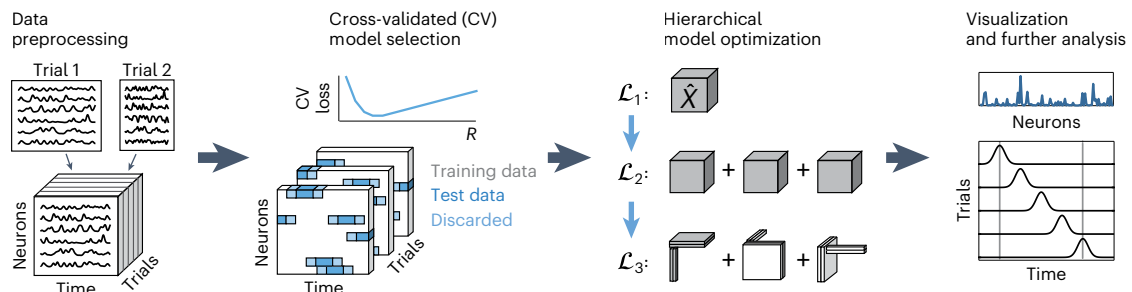 Data
preprocessing
Trial 1
Trial 2
Neurons
Time
Trials
Cross-validated (CV)
model selection
CV
loss
R
Training data
Test data
Discarded
Neurons
Time
Trials
Hierarchical
model optimization
ℒ₁:
X̂
ℒ₂:
+
+
ℒ₃:
+
+
Visualization
and further analysis
Neurons
Trials
Time